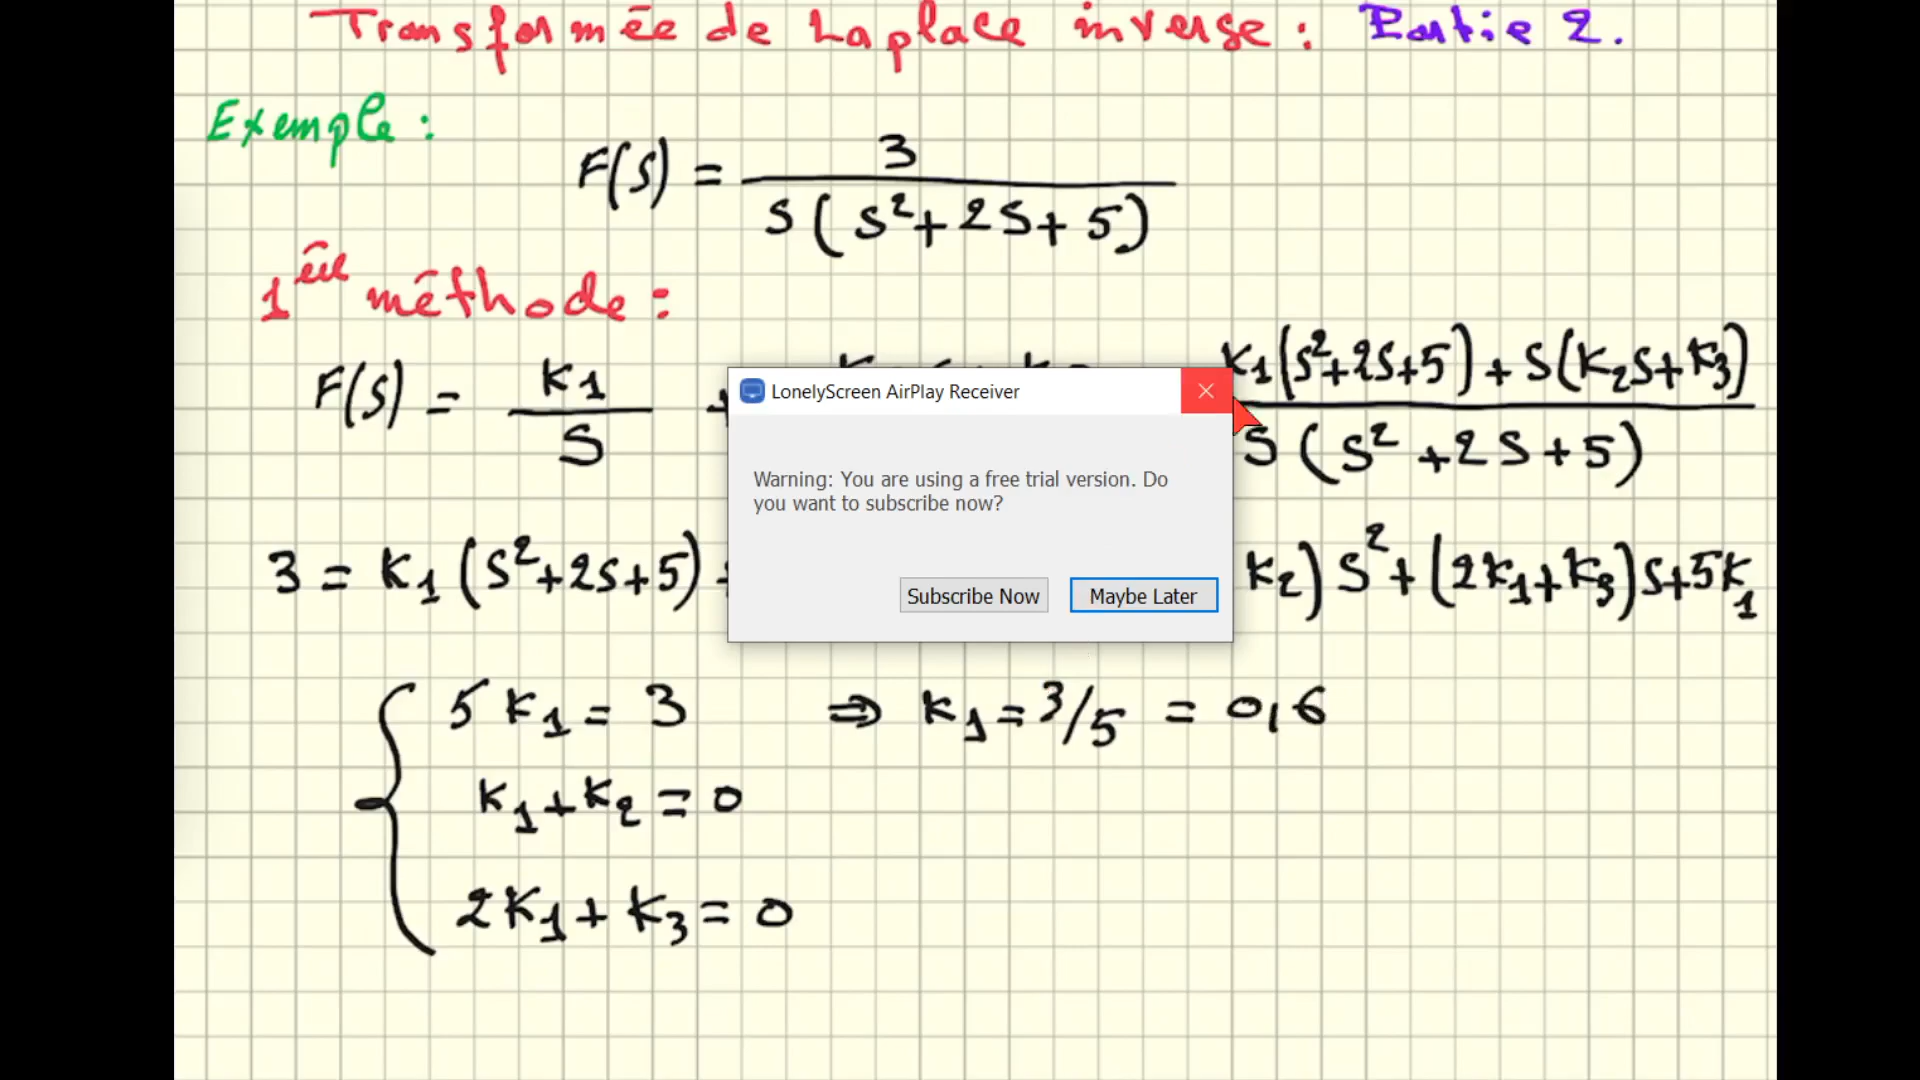 Transformée de Laplace inverse : Partie 2.
Exemple :
F(S) = 3 / S(S²+2S+5)
1ère méthode :
F(S) = K1/S + = K1(S²+2S+5)+S(K2S+K3) / S(S²+2S+5)
LonelyScreen AirPlay Receiver
Warning: You are using a free trial version. Do
you want to subscribe now?
Subscribe Now Maybe Later
3 = K1(S²+2S+5) K2)S²+(2K1+K3)S+5K1
5K1 = 3 ⇒ K1 = 3/5 = 0,6
K1+K2 = 0
2K1+K3 = 0